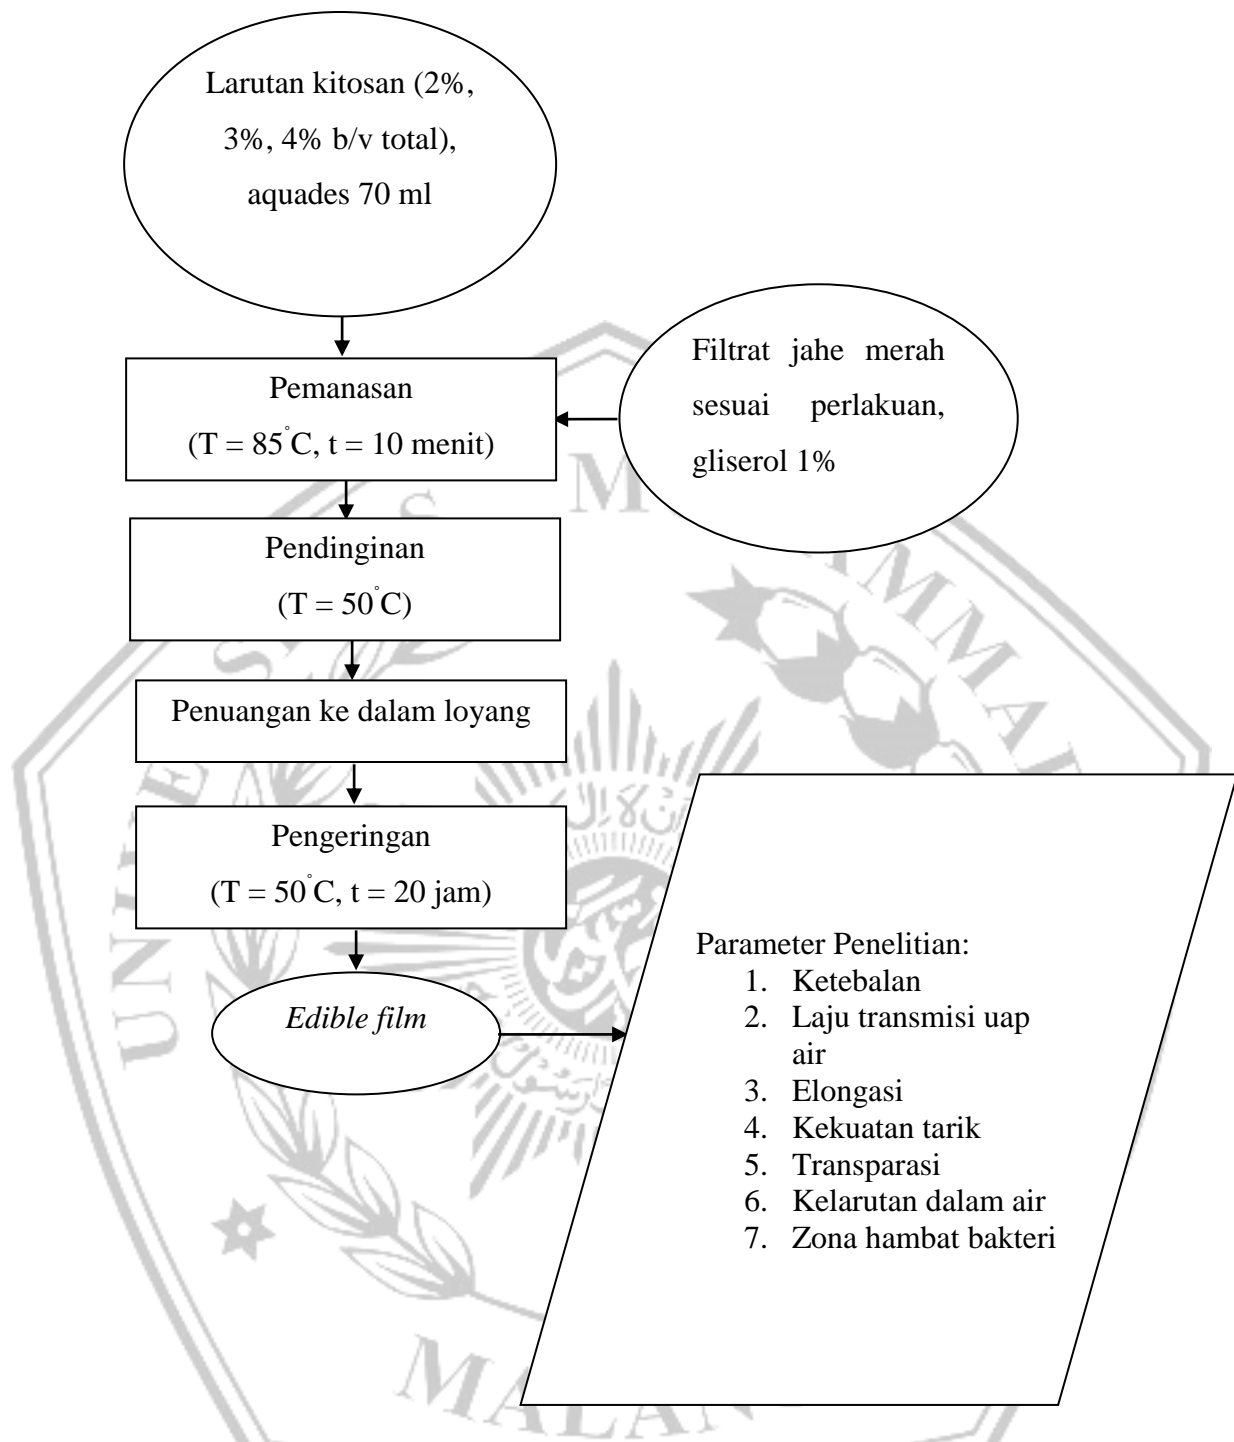 Larutan kitosan (2%,
3%, 4% b/v total),
aquades 70 ml
Filtrat jahe merah
sesuai perlakuan,
gliserol 1%
Pemanasan
(T = 85°C, t = 10 menit)
Pendinginan
(T = 50°C)
Penuangan ke dalam loyang
Pengeringan
(T = 50°C, t = 20 jam)
Edible film
Parameter Penelitian:
1. Ketebalan
2. Laju transmisi uap
air
3. Elongasi
4. Kekuatan tarik
5. Transparasi
6. Kelarutan dalam air
7. Zona hambat bakteri